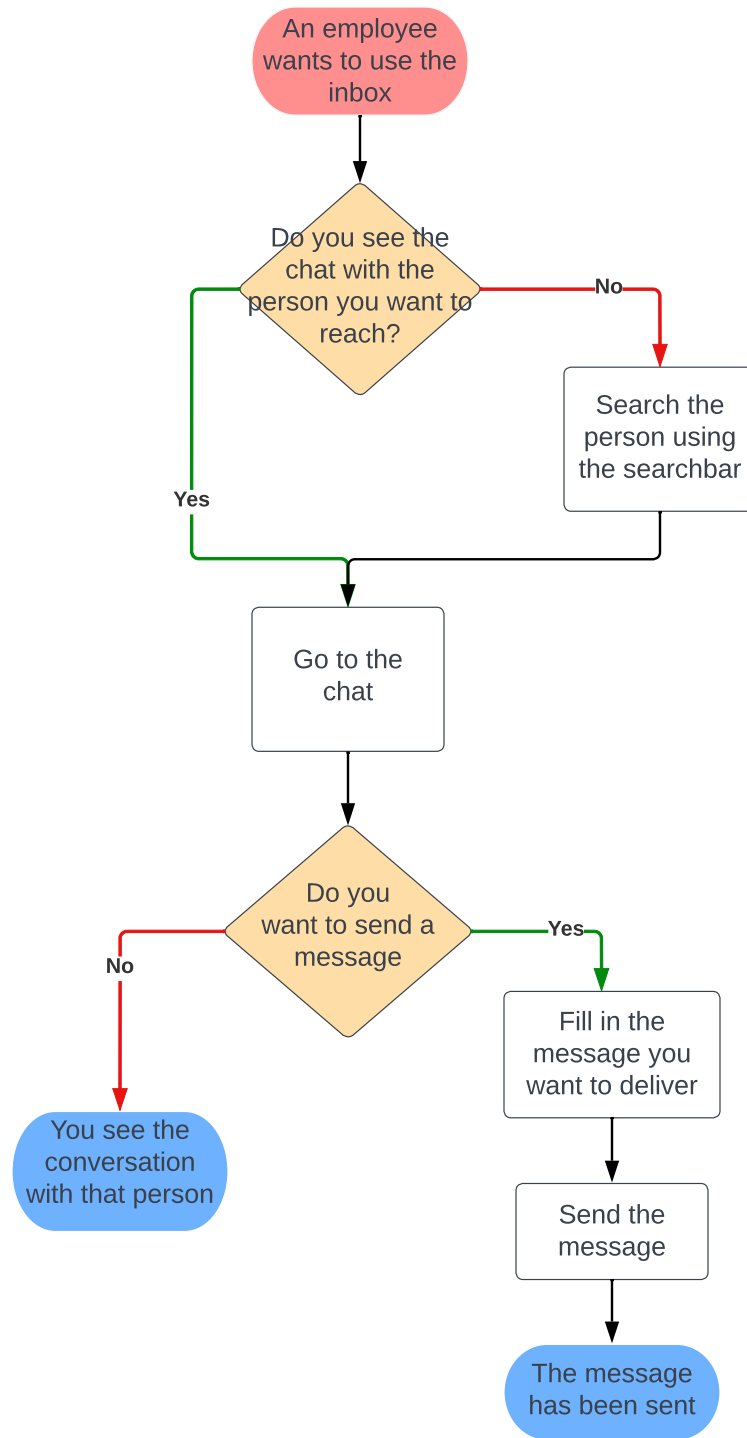 An employee
wants to use the
inbox
Do you see the
chat with the
person you want to
reach?
No
Search the
person using
the searchbar
Yes
Go to the
chat
Do you
want to send a
message
Yes
No
Fill in the
message you
want to deliver
You see the
conversation
with that person
Send the
message
The message
has been sent